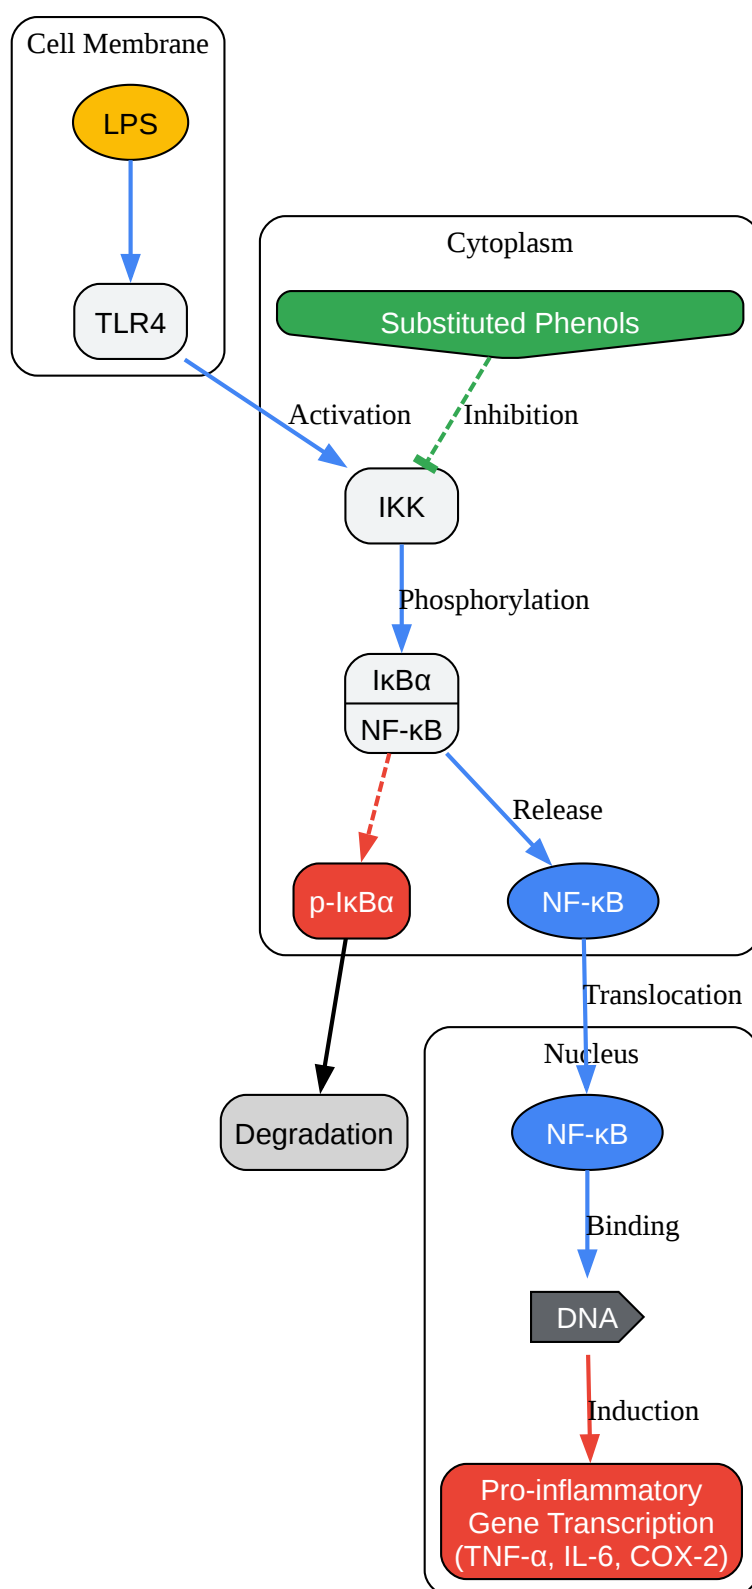 Cell Membrane
LPS
TLR4
Cytoplasm
Substituted Phenols
Activation
Inhibition
IKK
Phosphorylation
IκBα
NF-κB
Release
p-IκBα
NF-κB
Translocation
Nucleus
Degradation
NF-κB
Binding
DNA
Induction
Pro-inflammatory
Gene Transcription
(TNF-α, IL-6, COX-2)